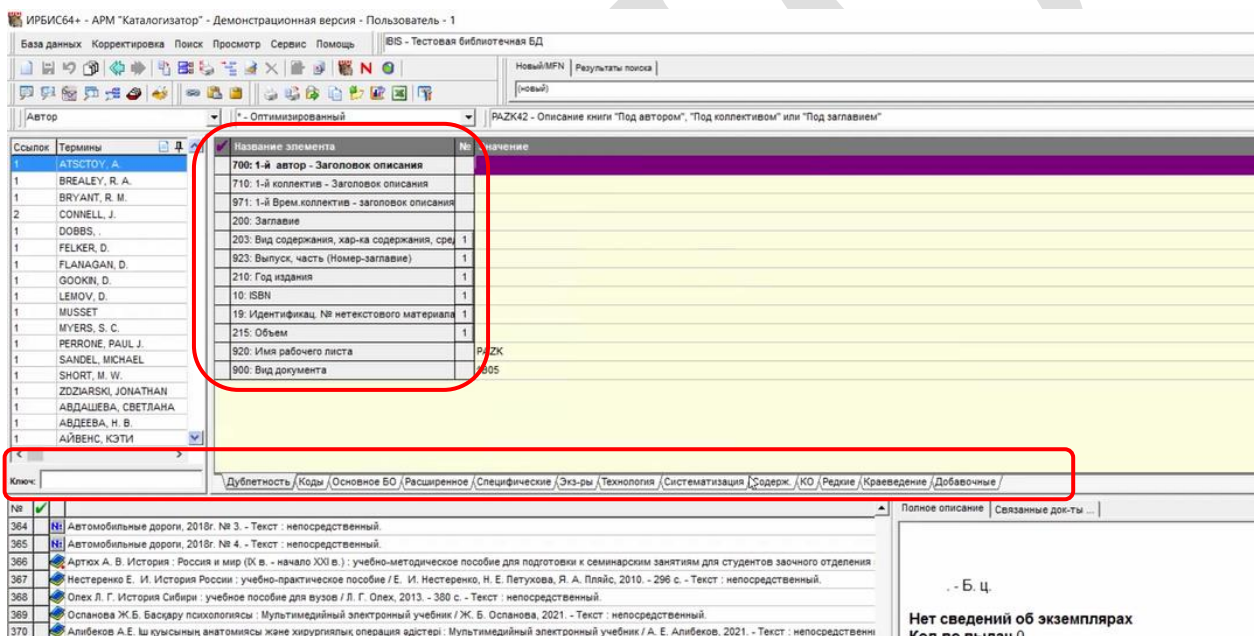 ИРБИС64+ - АРМ "Каталогизатор" - Демонстрационная версия - Пользователь - 1
База данных Корректировка Поиск Просмотр Сервис Помощь IBIS - Тестовая библиотечная БД
Новый/MFN Результаты поиска
(новый)
Автор * - Оптимизированный PAZK42 - Описание книги "Под автором", "Под коллективом" или "Под заглавием"
Ссылок Термины Название элемента № Значение
1 ATSCTOY, A. 700: 1-й автор - Заголовок описания
1 BREALEY, R. A. 710: 1-й коллектив - Заголовок описания
1 BRYANT, R. M. 971: 1-й Врем.коллектив - заголовок описания
2 CONNELL, J. 200: Заглавие
1 DOBBS, . 203: Вид содержания, хар-ка содержания, сред 1
1 FELKER, D. 923: Выпуск, часть (Номер-заглавие) 1
1 FLANAGAN, D. 210: Год издания 1
1 GOOKIN, D. 10: ISBN 1
1 LEMOV, D. 19: Идентификац. № нетекстового материала 1
1 MUSSET 215: Объем 1
1 MYERS, S. C. 920: Имя рабочего листа PAZK
1 PERRONE, PAUL J. 900: Вид документа
1 SANDEL, MICHAEL
1 SHORT, M. W.
1 ZDZIARSKI, JONATHAN
1 АВДАШЕВА, СВЕТЛАНА
1 АВДЕЕВА, Н. В.
1 АЙВЕНС, КЭТИ
Ключ: Дублетность Коды Основное БО Расширенное Специфические Экз-ры Технология Систематизация Содерж. КО Редкие Краеведение Добавочные
№ Полное описание Связанные док-ты ...
364 N: Автомобильные дороги, 2018г. № 3. - Текст : непосредственный.
365 N: Автомобильные дороги, 2018г. № 4. - Текст : непосредственный.
366 Артюх А. В. История : Россия и мир (IX в. - начало XXI в.) : учебно-методическое пособие для подготовки к семинарским занятиям для студентов заочного отделения
367 Нестеренко Е. И. История России : учебно-практическое пособие / Е. И. Нестеренко, Н. Е. Петухова, Я. А. Пляйс, 2010. - 296 с. - Текст : непосредственный.
368 Олех Л. Г. История Сибири : учебное пособие для вузов / Л. Г. Олех, 2013. - 380 с. - Текст : непосредственный.
. - Б. ц.
369 Оспанова Ж.Б. Басқару психологиясы : Мультимедийный электронный учебник / Ж. Б. Оспанова, 2021. - Текст : непосредственный.
Нет сведений об экземплярах
370 Алибеков А.Е. Іш қуысының анатомиясы және хирургиялық операция әдістері : Мультимедийный электронный учебник / А. Е. Алибеков, 2021. - Текст : непосредственн